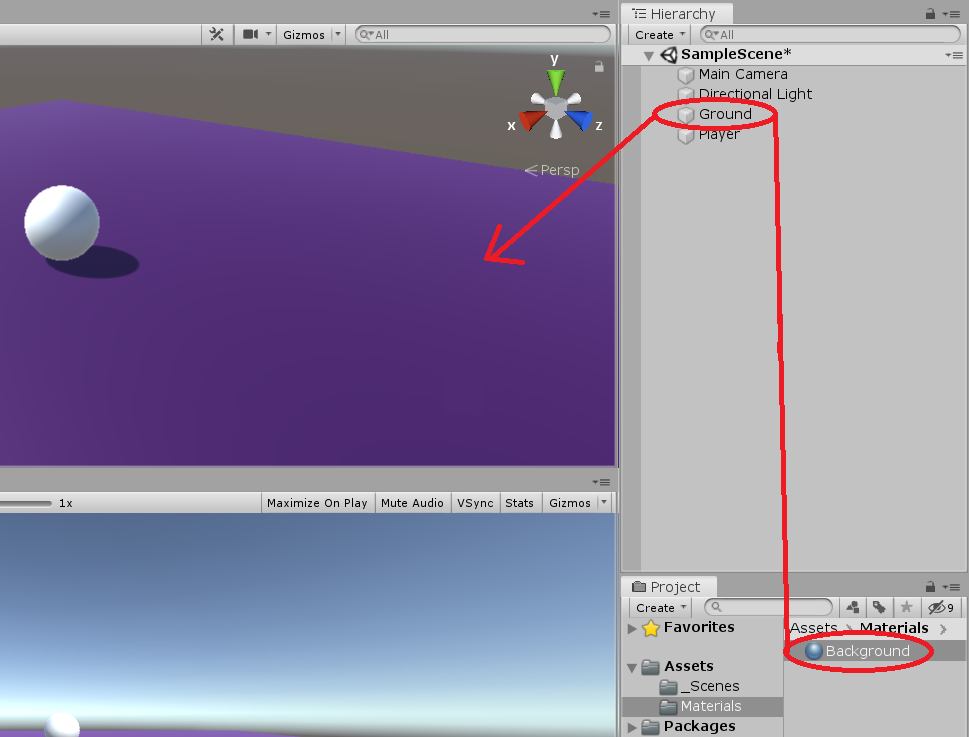 Hierarchy
Gizmos
All
Create
All
SampleScene*
Main Camera
Directional Light
Ground
Player
y
x
z
Persp
1x
Maximize On Play
Mute Audio
VSync
Stats
Gizmos
Project
Create
9
Favorites
Assets
_Scenes
Materials
Packages
Assets
Materials
Background